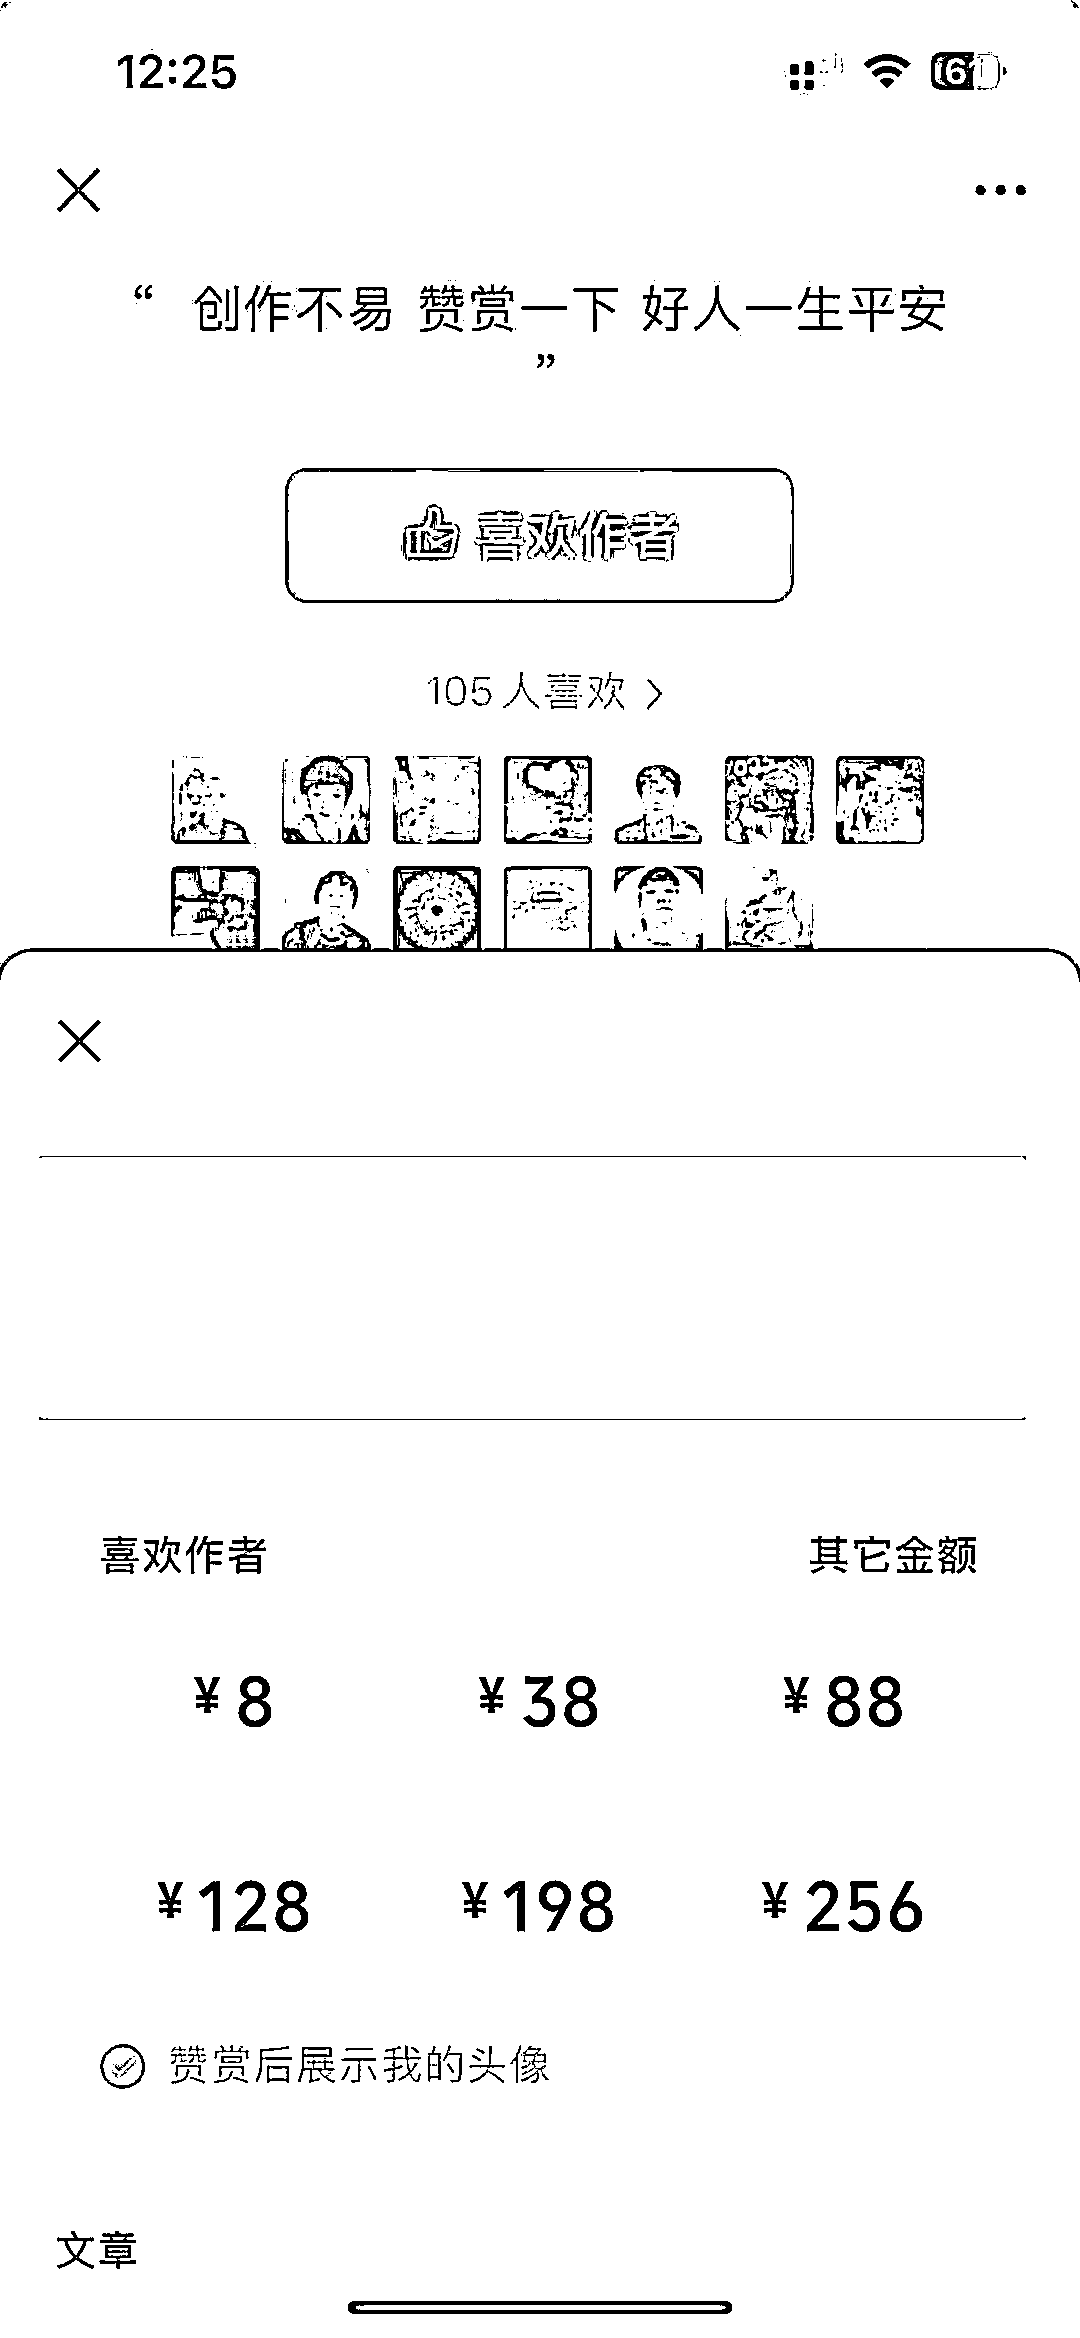 12:25
61
“ 创作不易 赞赏一下 好人一生平安
”
喜欢作者
105 人喜欢
喜欢作者 其它金额
¥8 ¥38 ¥88
¥128 ¥198 ¥256
赞赏后展示我的头像
文章